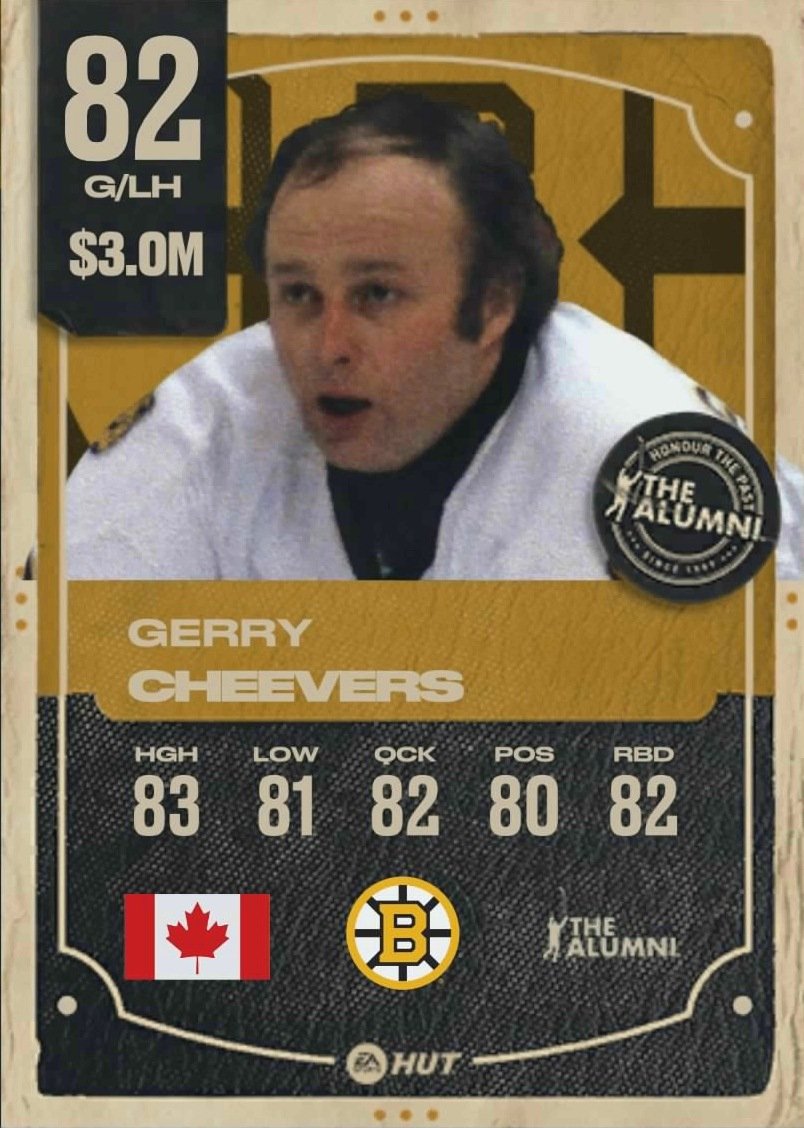 82
G/LH
$3.0M
HONOUR THE PAST
THE
ALUMNI
GERRY
CHEEVERS
HGH LOW QCK POS RBD
83 81 82 80 82
B
THE
ALUMNI
EA
HUT